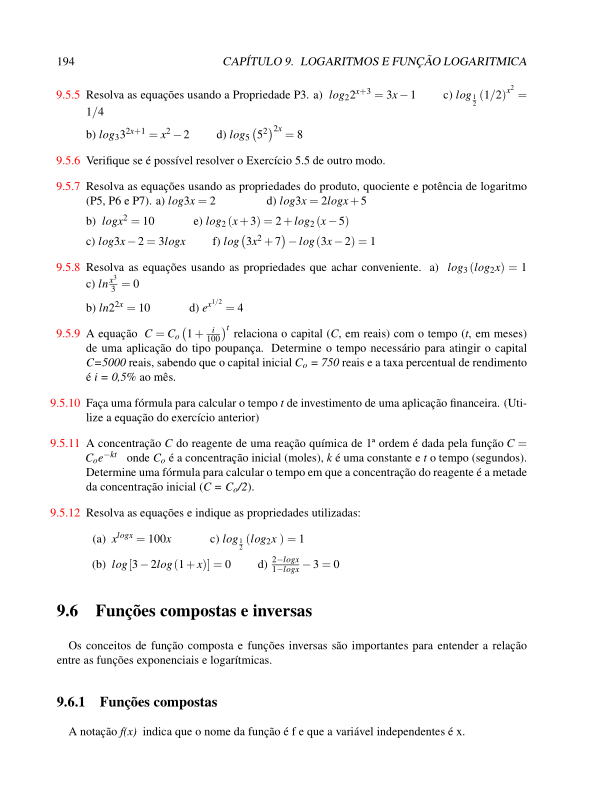 194 CAPÍTULO 9. LOGARITMOS E FUNÇÃO LOGARITMICA
9.5.5 Resolva as equações usando a Propriedade P3. a) $log_2 2^{x+3} = 3x - 1$ c) $log_{\frac{1}{2}} (1/2)^{x^2} =$
$1/4$
b) $log_3 3^{2x+1} = x^2 - 2$ d) $log_5 (5^2)^{2x} = 8$
9.5.6 Verifique se é possível resolver o Exercício 5.5 de outro modo.
9.5.7 Resolva as equações usando as propriedades do produto, quociente e potência de logaritmo
(P5, P6 e P7). a) $log3x = 2$ d) $log3x = 2logx + 5$
b) $logx^2 = 10$ e) $log_2 (x + 3) = 2 + log_2 (x - 5)$
c) $log3x - 2 = 3logx$ f) $log (3x^2 + 7) - log (3x - 2) = 1$
9.5.8 Resolva as equações usando as propriedades que achar conveniente. a) $log_3 (log_2 x) = 1$
c) $ln\frac{x^3}{3} = 0$
b) $ln2^{2x} = 10$ d) $e^{x^{1/2}} = 4$
9.5.9 A equação $C = C_o (1 + \frac{i}{100})^t$ relaciona o capital (C, em reais) com o tempo (t, em meses)
de uma aplicação do tipo poupança. Determine o tempo necessário para atingir o capital
C=5000 reais, sabendo que o capital inicial $C_o$ = 750 reais e a taxa percentual de rendimento
é i = 0,5% ao mês.
9.5.10 Faça uma fórmula para calcular o tempo t de investimento de uma aplicação financeira. (Uti-
lize a equação do exercício anterior)
9.5.11 A concentração C do reagente de uma reação química de 1ª ordem é dada pela função $C =$
$C_o e^{-kt}$ onde $C_o$ é a concentração inicial (moles), k é uma constante e t o tempo (segundos).
Determine uma fórmula para calcular o tempo em que a concentração do reagente é a metade
da concentração inicial ($C = C_o/2$).
9.5.12 Resolva as equações e indique as propriedades utilizadas:
(a) $x^{logx} = 100x$ c) $log_{\frac{1}{2}} (log_2 x ) = 1$
(b) $log [3 - 2log (1 + x)] = 0$ d) $\frac{2-logx}{1-logx} - 3 = 0$
9.6 Funções compostas e inversas
Os conceitos de função composta e funções inversas são importantes para entender a relação
entre as funções exponenciais e logarítmicas.
9.6.1 Funções compostas
A notação f(x) indica que o nome da função é f e que a variável independentes é x.